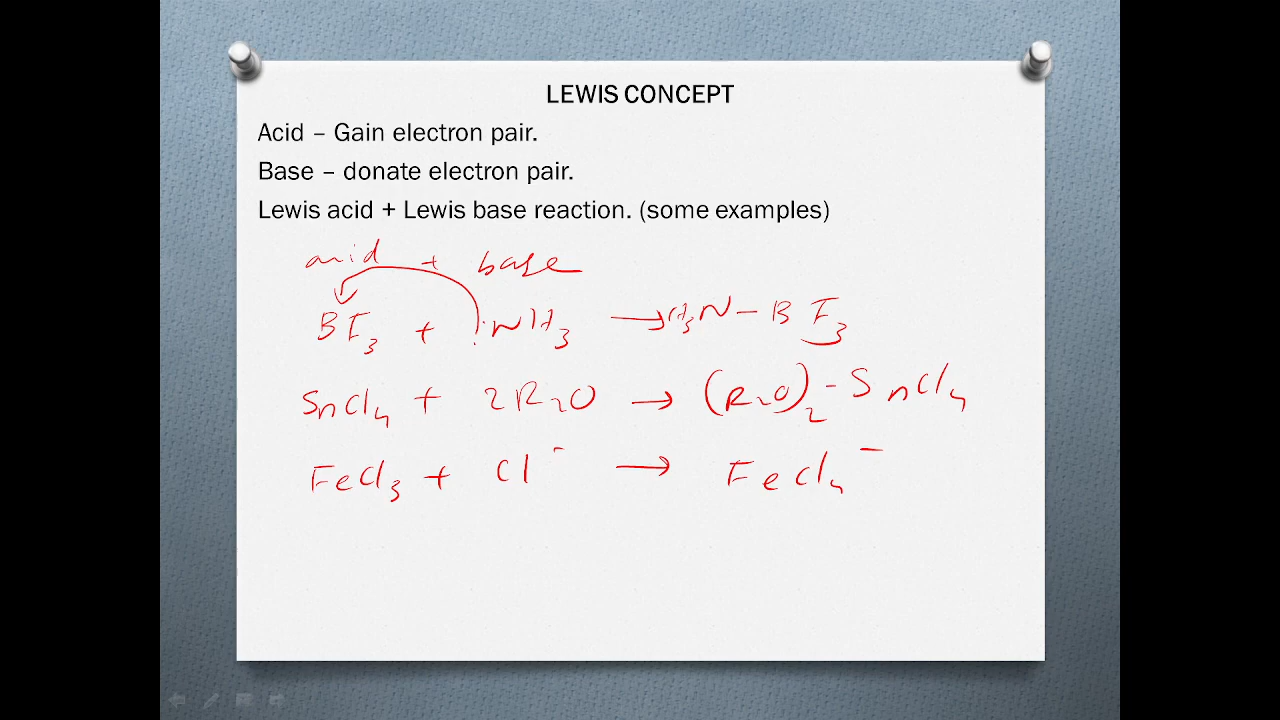 LEWIS CONCEPT
Acid – Gain electron pair.
Base – donate electron pair.
Lewis acid + Lewis base reaction. (some examples)
acid + base
BF₃ + :NH₃ → H₃N – BF₃
SnCl₄ + 2R₂O → (R₂O)₂ - SnCl₄
FeCl₃ + Cl⁻ → FeCl₄⁻